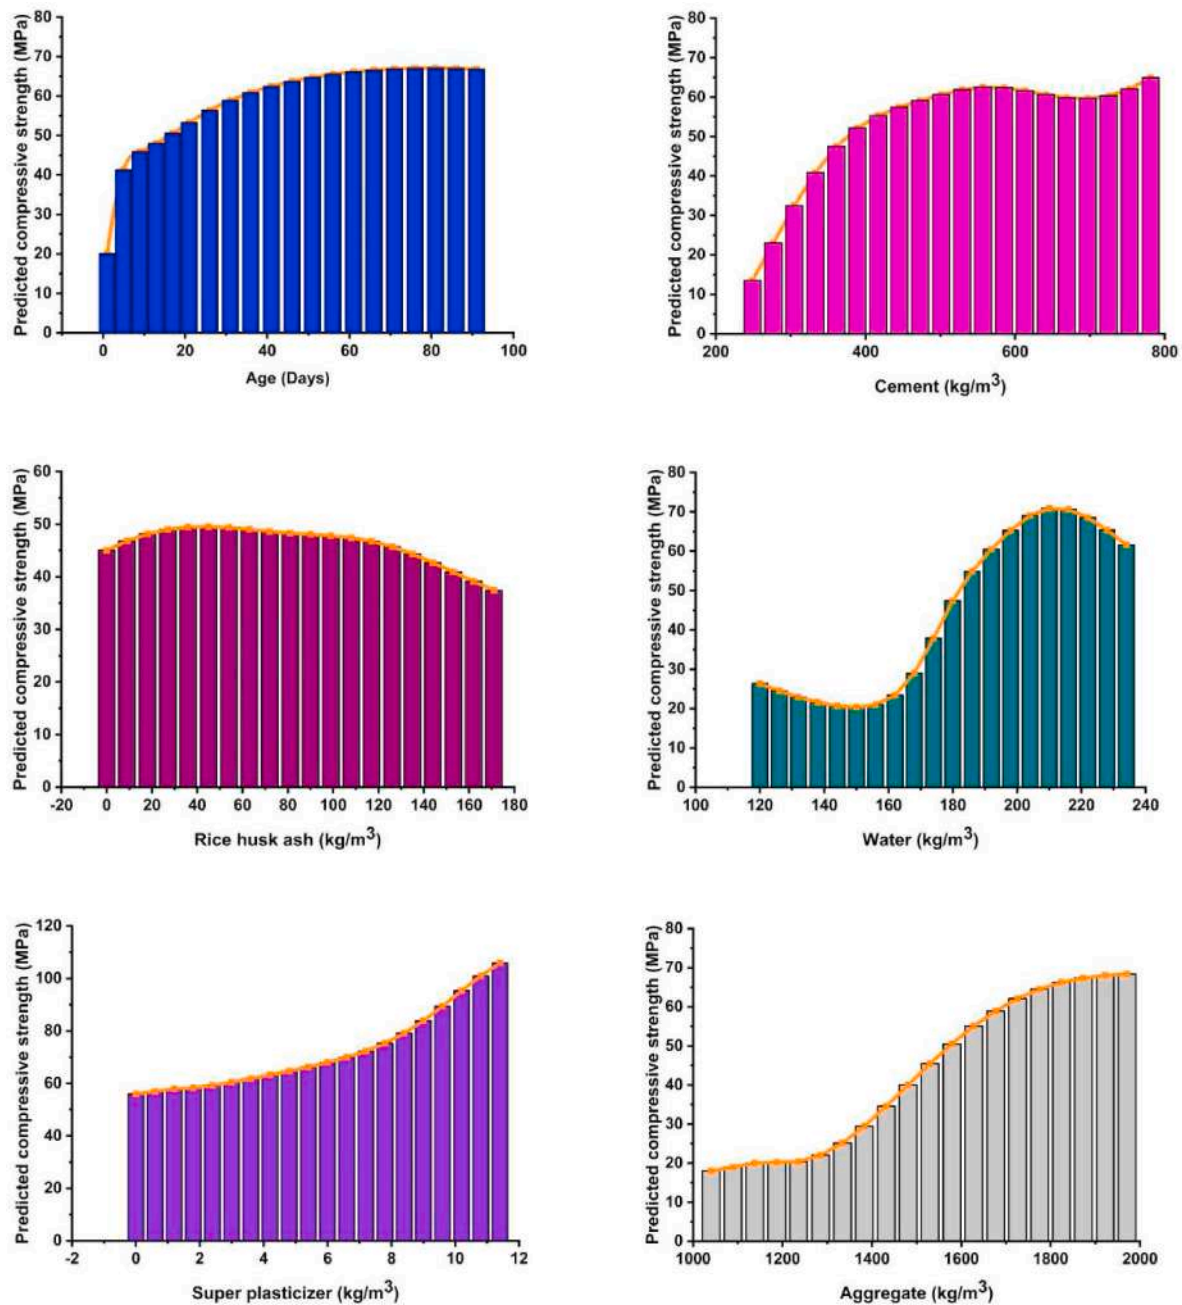 Predicted compressive strength (MPa)
80
70
60
50
40
30
20
10
0
0 20 40 60 80 100
Age (Days)
Predicted compressive strength (MPa)
80
70
60
50
40
30
20
10
0
200 400 600 800
Cement (kg/m³)
Predicted compressive strength (MPa)
60
50
40
30
20
10
0
-20 0 20 40 60 80 100 120 140 160 180
Rice husk ash (kg/m³)
Predicted compressive strength (MPa)
80
70
60
50
40
30
20
10
0
100 120 140 160 180 200 220 240
Water (kg/m³)
Predicted compressive strength (MPa)
120
100
80
60
40
20
0
-2 0 2 4 6 8 10 12
Super plasticizer (kg/m³)
Predicted compressive strength (MPa)
80
70
60
50
40
30
20
10
0
1000 1200 1400 1600 1800 2000
Aggregate (kg/m³)